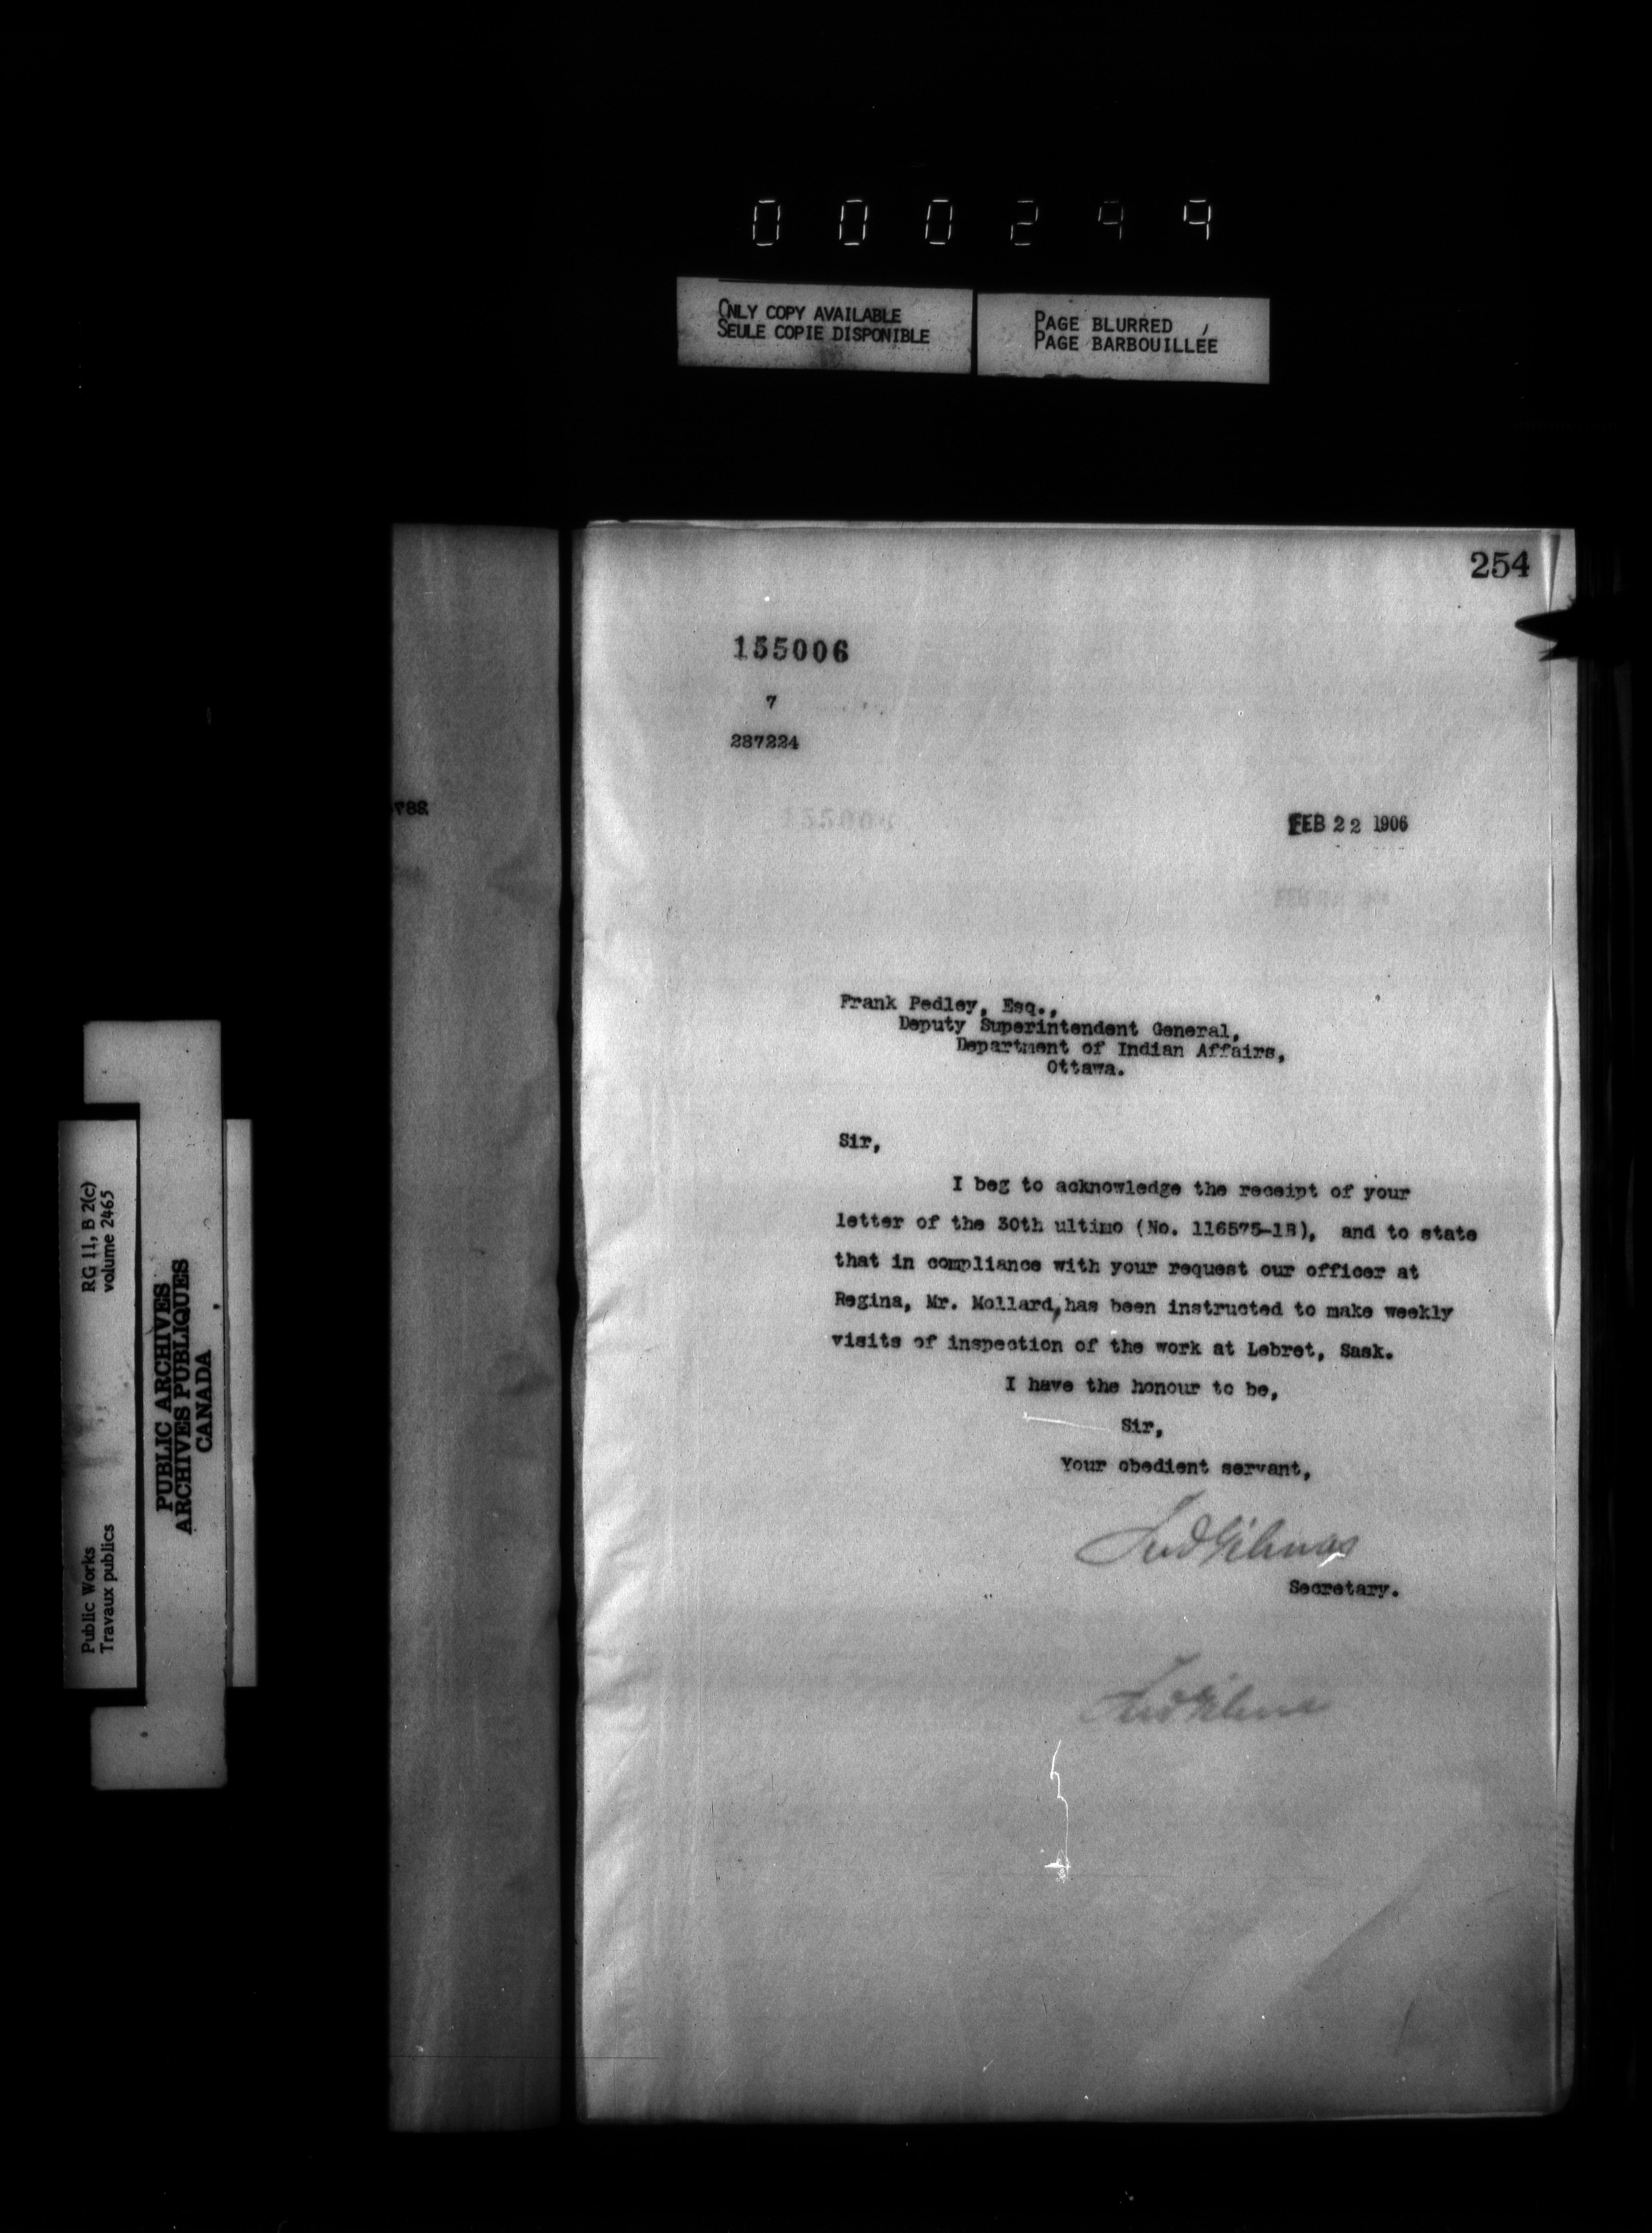 000299
ONLY COPY AVAILABLE
SEULE COPIE DISPONIBLE
PAGE BLURRED
PAGE BARBOUILLÉE
254
155006
7
287224
788
155006
FEB 22 1906
Frank Pedley, Esq.,
Deputy Superintendent General,
Department of Indian Affairs,
Ottawa.
Sir,
I beg to acknowledge the receipt of your
letter of the 30th ultimo (No. 116575-1B), and to state
that in compliance with your request our officer at
Regina, Mr. Mollard, has been instructed to make weekly
visits of inspection of the work at Lebret, Sask.
I have the honour to be,
Sir,
Your obedient servant,
Secretary.
RG 11, B 2(c)
volume 2465
PUBLIC ARCHIVES
ARCHIVES PUBLIQUES
CANADA
Public Works
Travaux publics